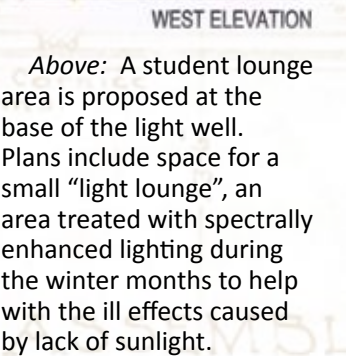 WEST ELEVATION
Above: A student lounge
area is proposed at the
base of the light well.
Plans include space for a
small “light lounge”, an
area treated with spectrally
enhanced lighting during
the winter months to help
with the ill effects caused
by lack of sunlight.